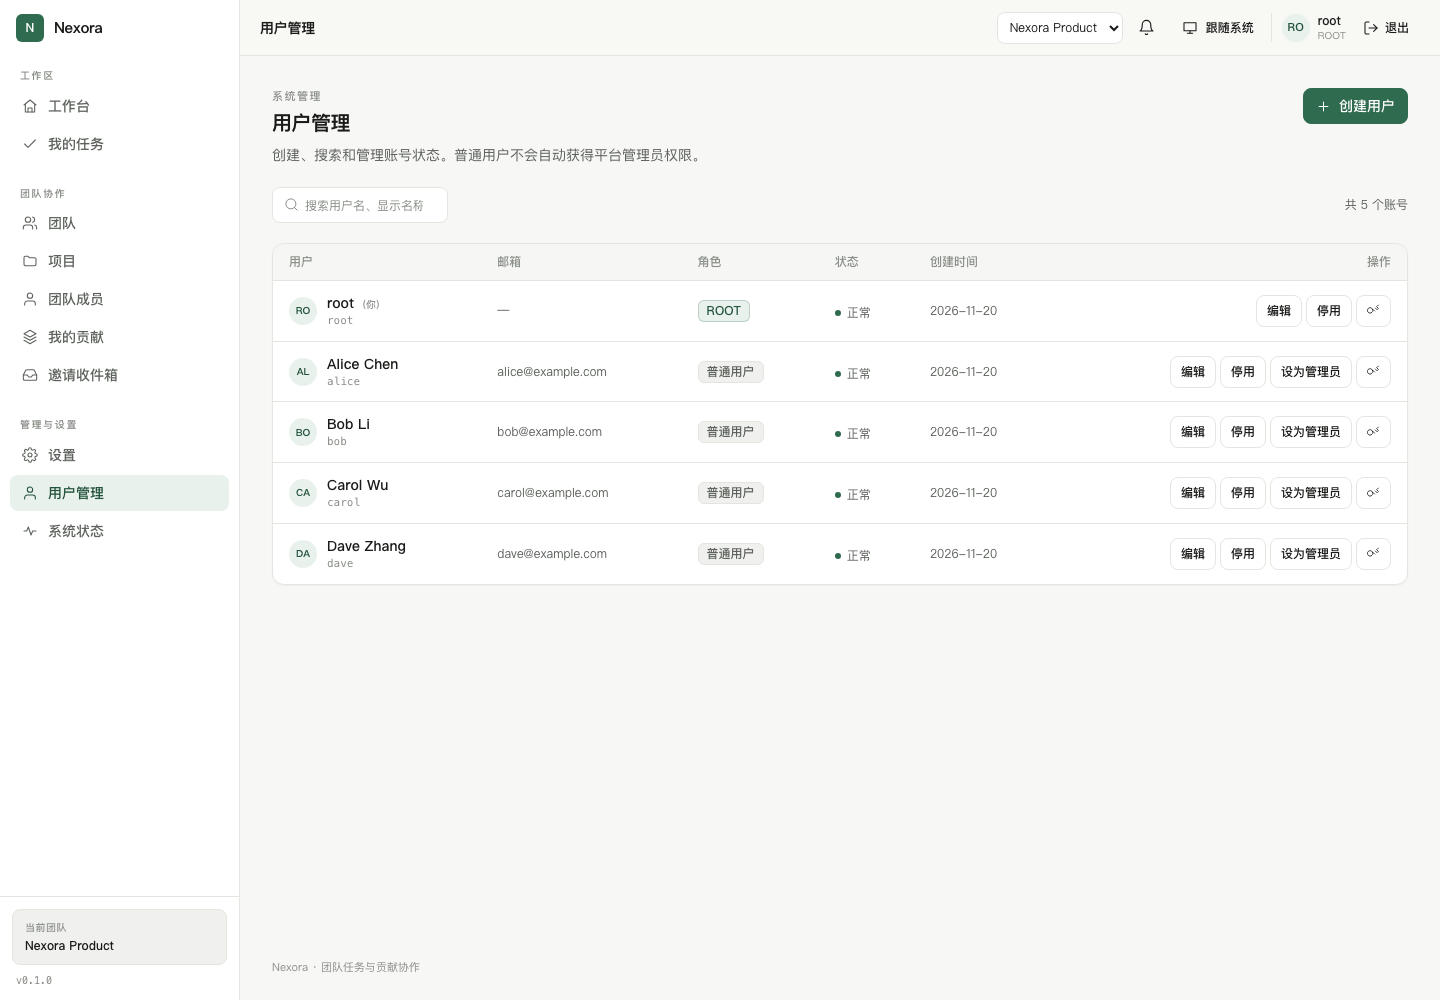 N Nexora
工作区
工作台
我的任务
团队协作
团队
项目
团队成员
我的贡献
邀请收件箱
管理与设置
设置
用户管理
系统状态
当前团队
Nexora Product
v0.1.0
用户管理
Nexora Product
跟随系统
RO root
ROOT
退出
系统管理
用户管理
创建、搜索和管理账号状态。普通用户不会自动获得平台管理员权限。
+ 创建用户
搜索用户名、显示名称
共 5 个账号
用户 邮箱 角色 状态 创建时间 操作
RO root (你) — ROOT 正常 2026-11-20 编辑 停用
root
AL Alice Chen alice@example.com 普通用户 正常 2026-11-20 编辑 停用 设为管理员
alice
BO Bob Li bob@example.com 普通用户 正常 2026-11-20 编辑 停用 设为管理员
bob
CA Carol Wu carol@example.com 普通用户 正常 2026-11-20 编辑 停用 设为管理员
carol
DA Dave Zhang dave@example.com 普通用户 正常 2026-11-20 编辑 停用 设为管理员
dave
Nexora · 团队任务与贡献协作